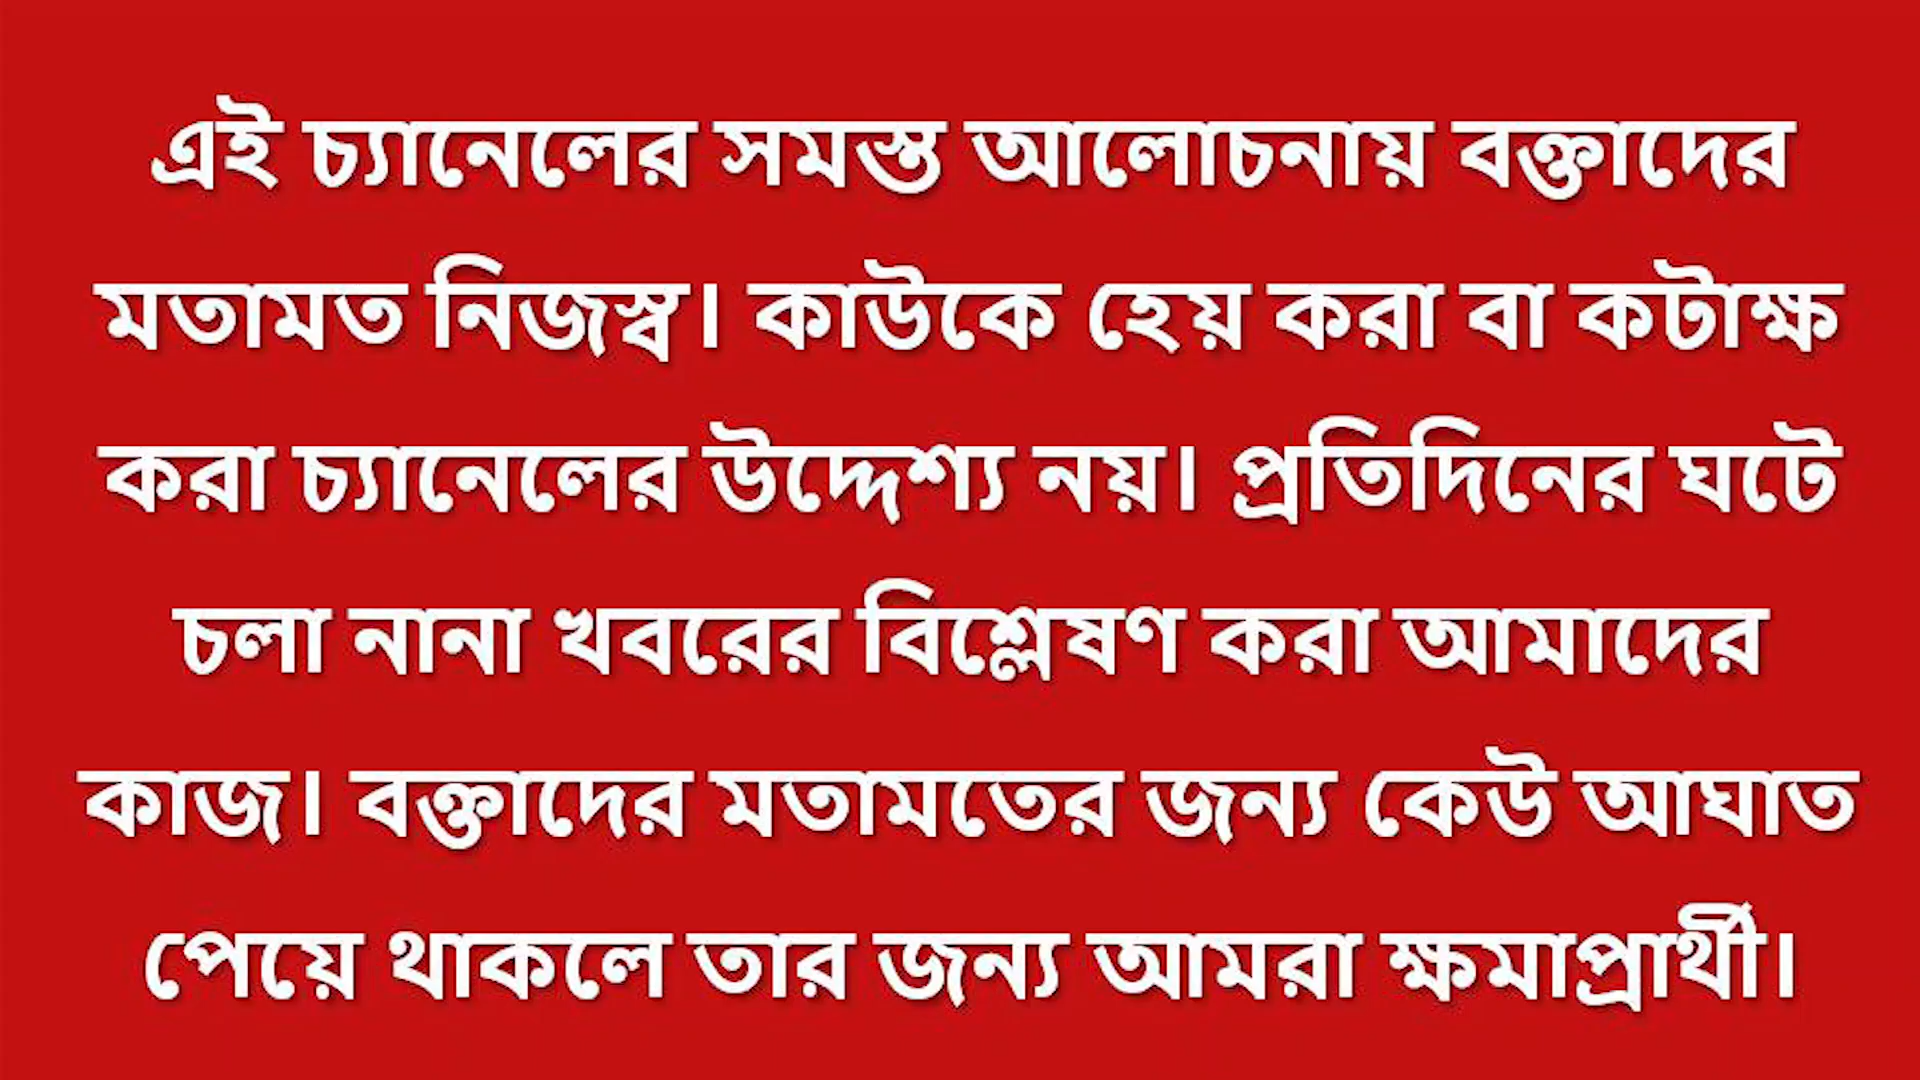 এই চ্যানেলের সমস্ত আলোচনায় বক্তাদের
মতামত নিজস্ব। কাউকে হেয় করা বা কটাক্ষ
করা চ্যানেলের উদ্দেশ্য নয়। প্রতিদিনের ঘটে
চলা নানা খবরের বিশ্লেষণ করা আমাদের
কাজ। বক্তাদের মতামতের জন্য কেউ আঘাত
পেয়ে থাকলে তার জন্য আমরা ক্ষমাপ্রার্থী।